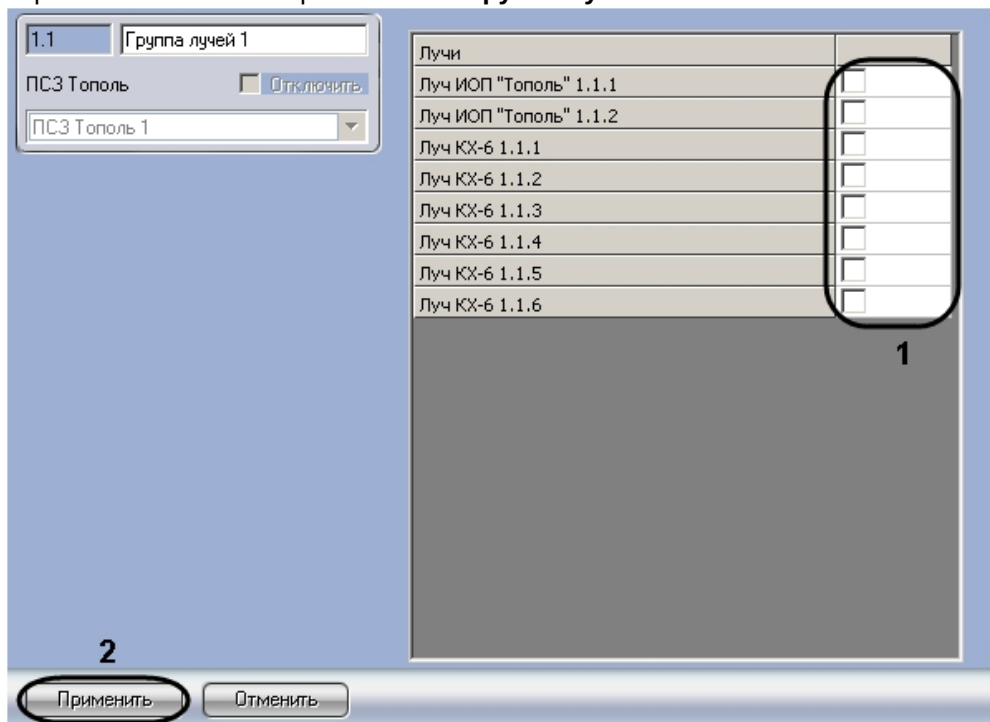 1.1 Группа лучей 1
ПСЗ Тополь Отключить
ПСЗ Тополь 1
Лучи
Луч ИОП "Тополь" 1.1.1
Луч ИОП "Тополь" 1.1.2
Луч КХ-6 1.1.1
Луч КХ-6 1.1.2
Луч КХ-6 1.1.3
Луч КХ-6 1.1.4
Луч КХ-6 1.1.5
Луч КХ-6 1.1.6
1
2
Применить Отменить